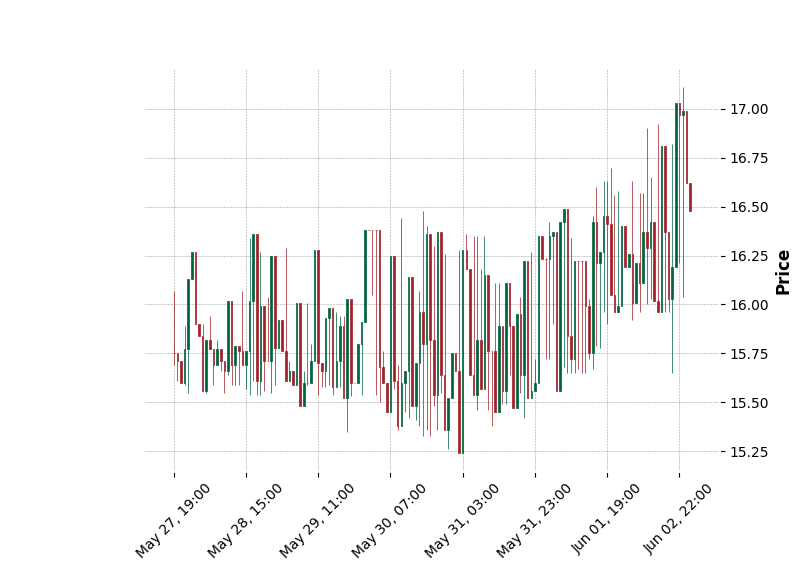 17.00
16.75
16.50
16.25
16.00
15.75
15.50
15.25
Price
May 27, 19:00
May 28, 15:00
May 29, 11:00
May 30, 07:00
May 31, 03:00
May 31, 23:00
Jun 01, 19:00
Jun 02, 22:00